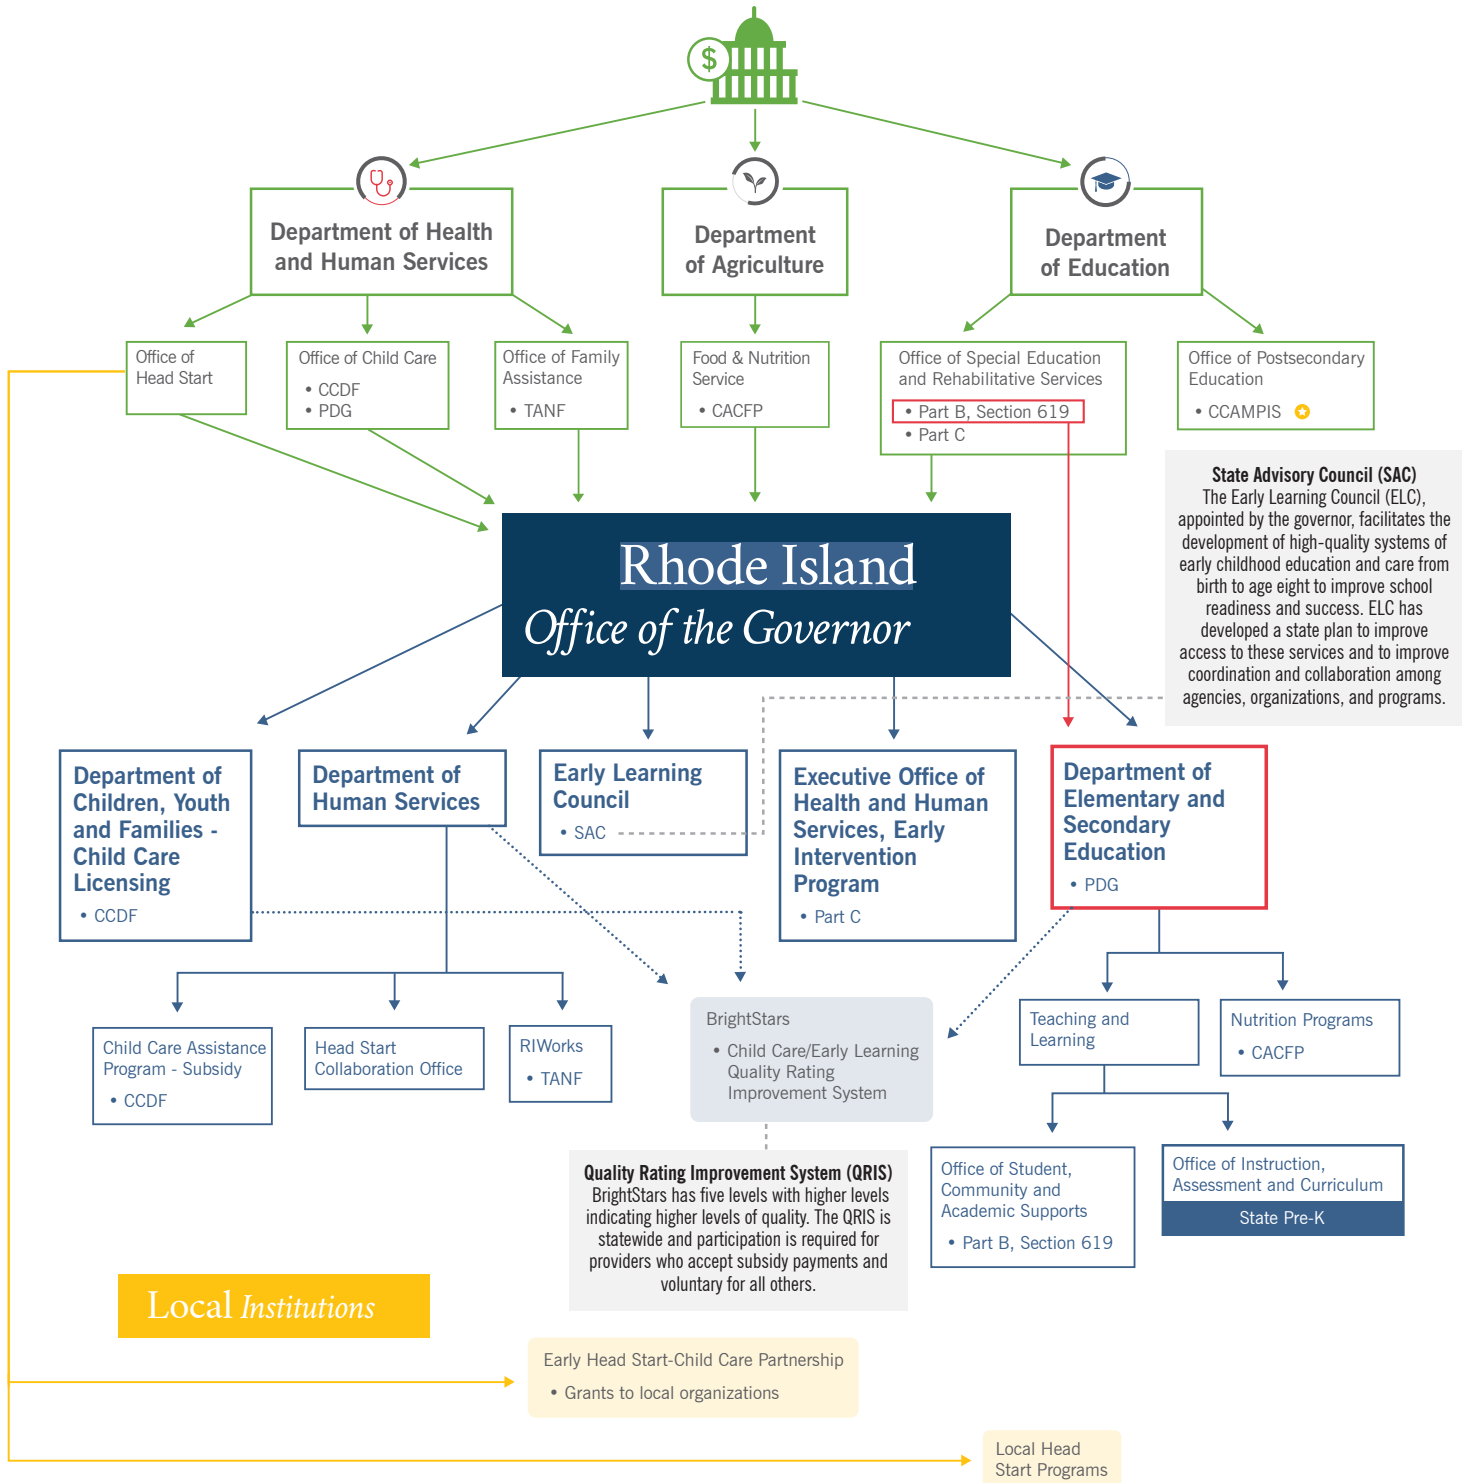 $
Department of Health
and Human Services
Department
of Agriculture
Department
of Education
Office of
Head Start
Office of Child Care
• CCDF
• PDG
Office of Family
Assistance
• TANF
Food & Nutrition
Service
• CACFP
Office of Special Education
and Rehabilitative Services
• Part B, Section 619
• Part C
Office of Postsecondary
Education
• CCAMPIS
State Advisory Council (SAC)
The Early Learning Council (ELC),
appointed by the governor, facilitates the
development of high-quality systems of
early childhood education and care from
birth to age eight to improve school
readiness and success. ELC has
developed a state plan to improve
access to these services and to improve
coordination and collaboration among
agencies, organizations, and programs.
Rhode Island
Office of the Governor
Department of
Children, Youth
and Families -
Child Care
Licensing
• CCDF
Department of
Human Services
Early Learning
Council
• SAC
Executive Office of
Health and Human
Services, Early
Intervention
Program
• Part C
Department of
Elementary and
Secondary
Education
• PDG
Child Care Assistance
Program - Subsidy
• CCDF
Head Start
Collaboration Office
RIWorks
• TANF
BrightStars
• Child Care/Early Learning
Quality Rating
Improvement System
Teaching and
Learning
Nutrition Programs
• CACFP
Quality Rating Improvement System (QRIS)
BrightStars has five levels with higher levels
indicating higher levels of quality. The QRIS is
statewide and participation is required for
providers who accept subsidy payments and
voluntary for all others.
Office of Student,
Community and
Academic Supports
• Part B, Section 619
Office of Instruction,
Assessment and Curriculum
State Pre-K
Local Institutions
Early Head Start-Child Care Partnership
• Grants to local organizations
Local Head
Start Programs